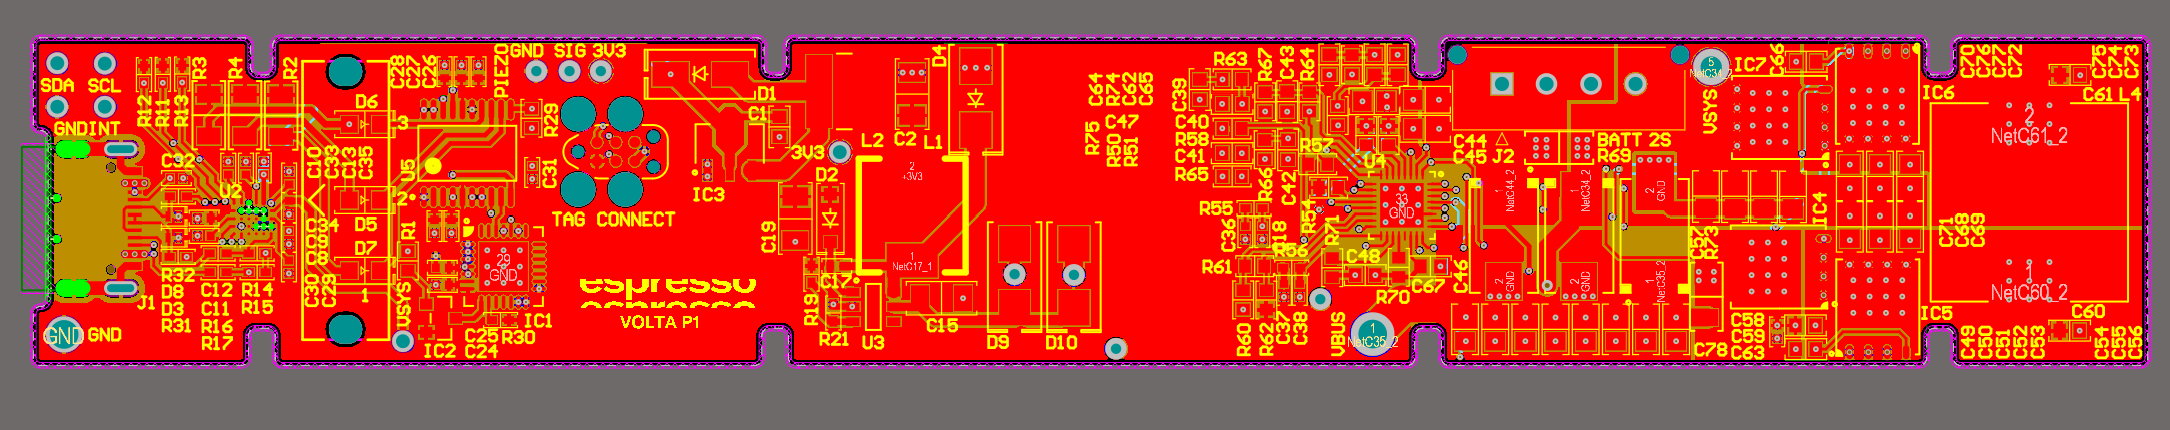 SDA SCL
GND INT
R12 R11 R13
R3
R4
R2
C32
U2
J1
GND GND
R32
D8
D3
R31
C12
C11
R16
R17
R14
R15
C10
C33
C13
C35
C34
C9
C8
C30
C29
D6
3
2
D5
D7
1
C28
C27
C26
PIEZO
GND SIG 3V3
U5
R29
C31
R1
VSYS
IC2
29
GND
IC1
C25
C24
R30
TAG CONNECT
espresso
VOLTA P1
D1
C1
IC3
3V3
D2
C19
C17
R19
R21
U3
L2
L1
C2
D4
2
+3V3
1
NetC17_1
C15
D9
D10
C64
R74
C62
C65
C47
R75
R50
R51
R63
R67
C43
R64
C39
C40
R58
C41
R65
R57
R66
C42
U4
33
GND
R55
C36
R18
R56
R54
R71
R61
C48
R60
R62
C37
C38
R70
C67
C46
VBUS
1
NetC35_2
C44
C45
J2
BATT 2S
R69
1
NetC44_2
1
NetC34_2
2
GND
2
GND
2
GND
1
NetC35_2
5
NetC34_2
VSYS
IC7
C66
IC6
IC4
C57
R73
IC5
C78
C58
C59
C63
C70
C76
C77
C72
C75
C74
C73
C61 L4
2
NetC61_2
1
NetC60_2
C71
C68
C69
C60
C49
C50
C51
C52
C53
C54
C55
C56